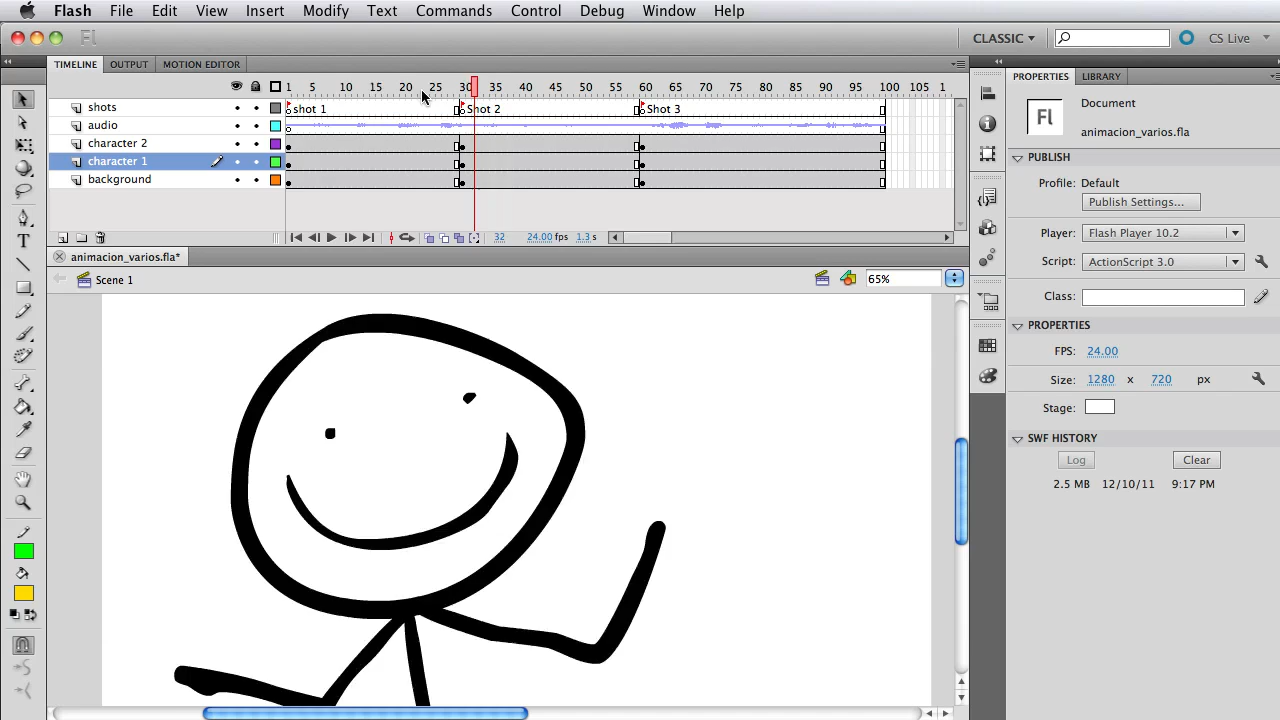 Flash File Edit View Insert Modify Text Commands Control Debug Window Help
Fl CLASSIC CS Live
TIMELINE OUTPUT MOTION EDITOR PROPERTIES LIBRARY
1 5 10 15 20 25 30 35 40 45 50 55 60 65 70 75 80 85 90 95 100 105 1
shots shot 1 Shot 2 Shot 3
audio
character 2
character 1
background
32 24.00 fps 1.3 s
animacion_varios.fla*
Scene 1 65%
Fl Document
animacion_varios.fla
PUBLISH
Profile: Default
Publish Settings...
Player: Flash Player 10.2
Script: ActionScript 3.0
Class:
PROPERTIES
FPS: 24.00
Size: 1280 x 720 px
Stage:
SWF HISTORY
Log Clear
2.5 MB 12/10/11 9:17 PM